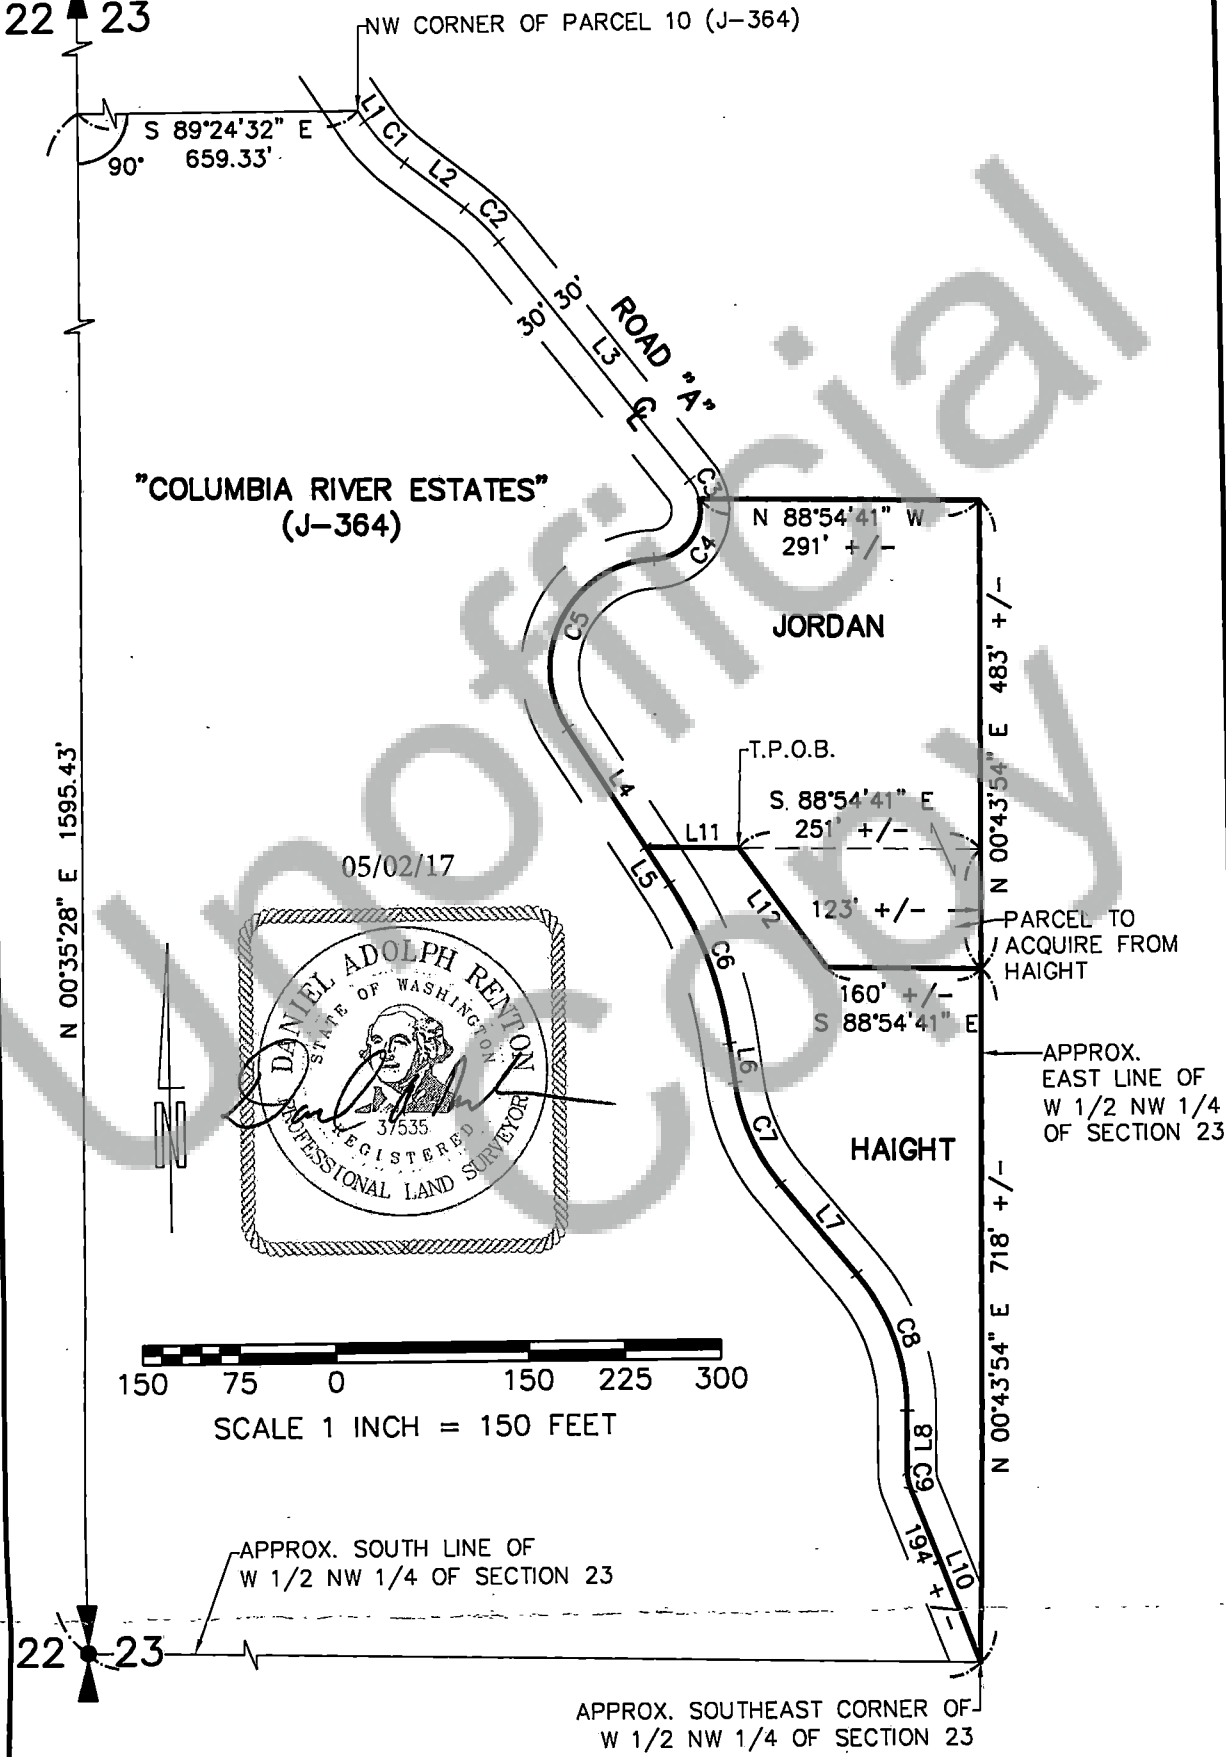 22 23
NW CORNER OF PARCEL 10 (J-364)
S 89°24'32" E
659.33'
90°
L1
C1
L2
C2
30' 30'
ROAD "A"
L3
C3
"COLUMBIA RIVER ESTATES"
(J-364)
N 88°54'41" W
291' +/-
C4
C5
JORDAN
N 00°43'54" E 483' +/-
N 00°35'28" E 1595.43'
T.P.O.B.
L4
S 88°54'41" E
251' +/-
L11
L5
L12
123' +/-
PARCEL TO
ACQUIRE FROM
HAIGHT
C6
160' +/-
S 88°54'41" E
05/02/17
DANIEL ADOLPH RENTON
STATE OF WASHINGTON
37535
REGISTERED
PROFESSIONAL LAND SURVEYOR
N
L6
APPROX.
EAST LINE OF
W 1/2 NW 1/4
OF SECTION 23
C7
HAIGHT
L7
N 00°43'54" E 718' +/-
C8
150 75 0 150 225 300
SCALE 1 INCH = 150 FEET
L8
C9
194' +/-
L10
APPROX. SOUTH LINE OF
W 1/2 NW 1/4 OF SECTION 23
22 23
APPROX. SOUTHEAST CORNER OF
W 1/2 NW 1/4 OF SECTION 23
Unofficial
Copy